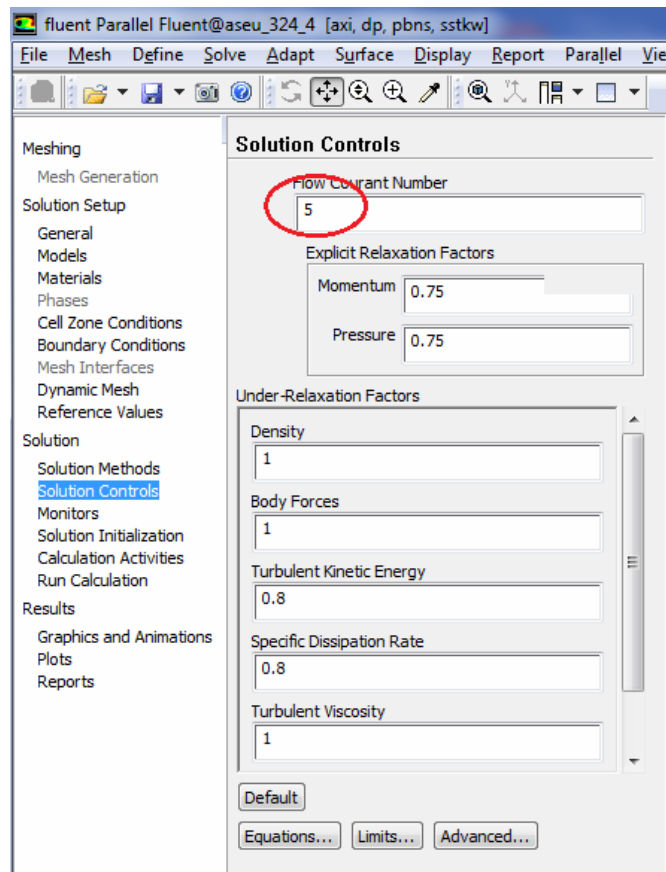 fluent Parallel Fluent@aseu_324_4 [axi, dp, pbns, sstkw]
File Mesh Define Solve Adapt Surface Display Report Parallel Vie
Meshing
Mesh Generation
Solution Setup
General
Models
Materials
Phases
Cell Zone Conditions
Boundary Conditions
Mesh Interfaces
Dynamic Mesh
Reference Values
Solution
Solution Methods
Solution Controls
Monitors
Solution Initialization
Calculation Activities
Run Calculation
Results
Graphics and Animations
Plots
Reports
Solution Controls
Flow Courant Number
5
Explicit Relaxation Factors
Momentum 0.75
Pressure 0.75
Under-Relaxation Factors
Density
1
Body Forces
1
Turbulent Kinetic Energy
0.8
Specific Dissipation Rate
0.8
Turbulent Viscosity
1
Default
Equations... Limits... Advanced...